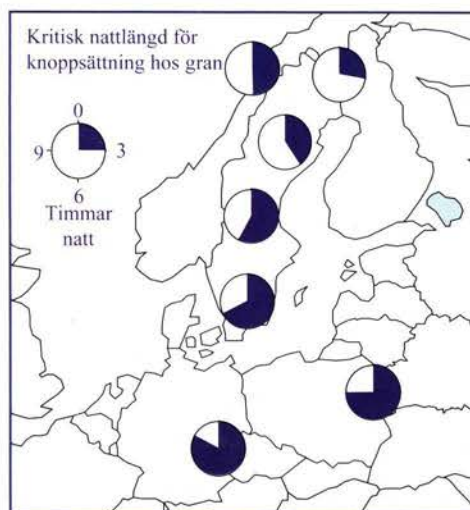 Kritisk nattlängd för
knoppsättning hos gran
0
9
3
6
Timmar
natt